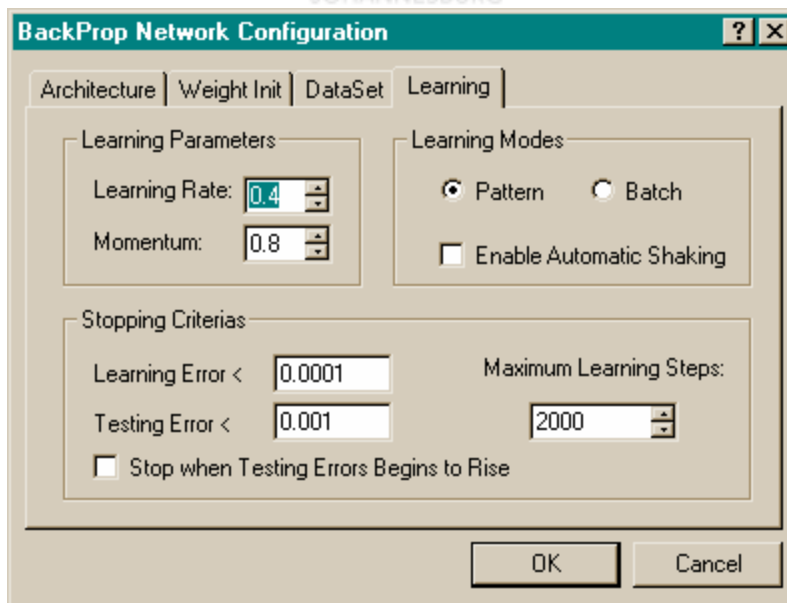 JOHANNESBURG
BackProp Network Configuration
Architecture
Weight Init
DataSet
Learning
Learning Parameters
Learning Rate: 0.4
Momentum: 0.8
Learning Modes
Pattern
Batch
Enable Automatic Shaking
Stopping Criterias
Learning Error < 0.0001
Testing Error < 0.001
Maximum Learning Steps:
2000
Stop when Testing Errors Begins to Rise
OK
Cancel